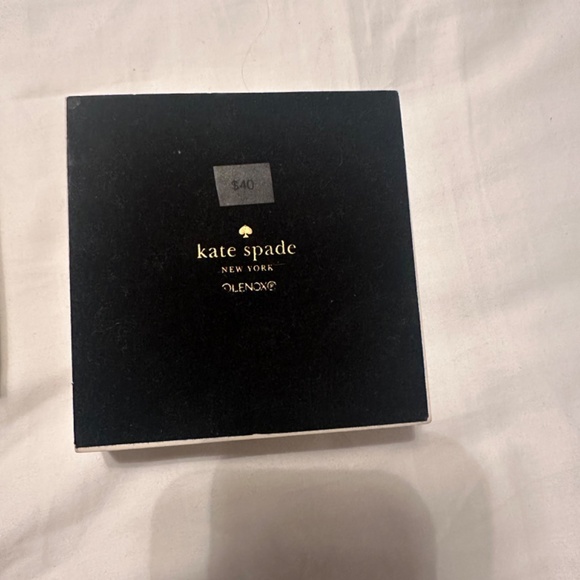 $40
kate spade
NEW YORK
LENOX®